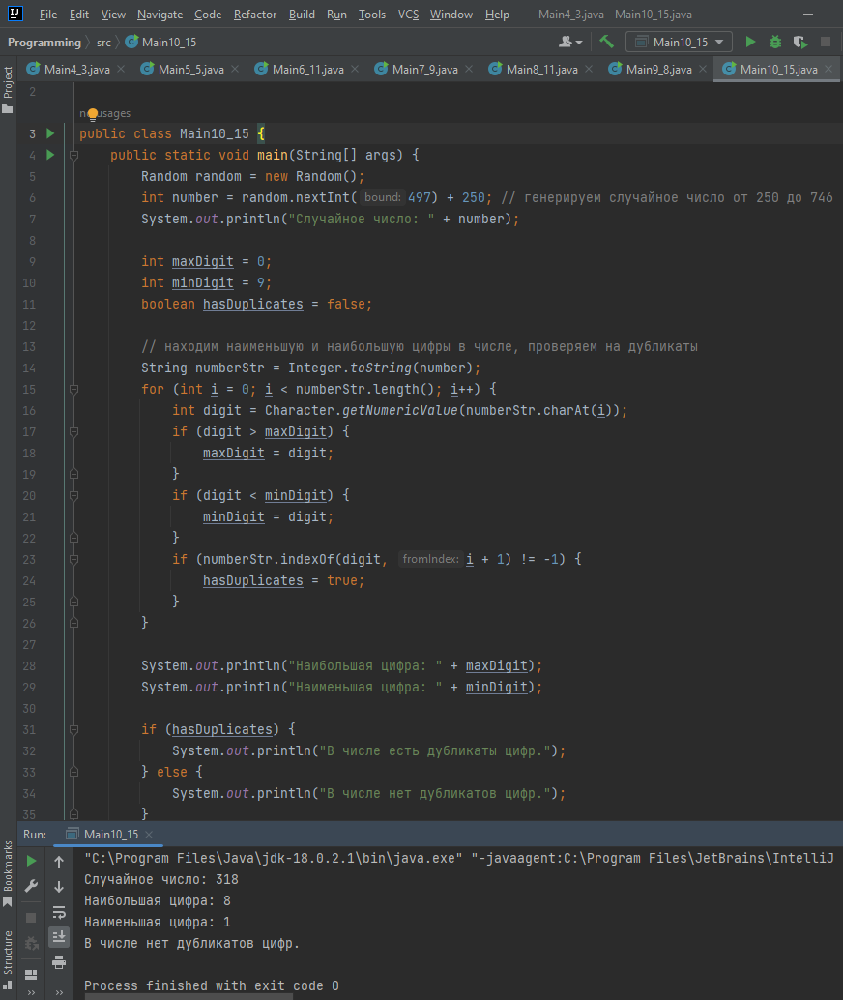 File Edit View Navigate Code Refactor Build Run Tools VCS Window Help Main4_3.java - Main10_15.java
Programming src Main10_15 Main10_15
Main4_3.java Main5_5.java Main6_11.java Main7_9.java Main8_11.java Main9_8.java Main10_15.java
Project
2
usages
3 public class Main10_15 {
4 public static void main(String[] args) {
5 Random random = new Random();
6 int number = random.nextInt( bound: 497) + 250; // генерируем случайное число от 250 до 746
7 System.out.println("Случайное число: " + number);
8
9 int maxDigit = 0;
10 int minDigit = 9;
11 boolean hasDuplicates = false;
12
13 // находим наименьшую и наибольшую цифры в числе, проверяем на дубликаты
14 String numberStr = Integer.toString(number);
15 for (int i = 0; i < numberStr.length(); i++) {
16 int digit = Character.getNumericValue(numberStr.charAt(i));
17 if (digit > maxDigit) {
18 maxDigit = digit;
19 }
20 if (digit < minDigit) {
21 minDigit = digit;
22 }
23 if (numberStr.indexOf(digit, fromIndex: i + 1) != -1) {
24 hasDuplicates = true;
25 }
26 }
27
28 System.out.println("Наибольшая цифра: " + maxDigit);
29 System.out.println("Наименьшая цифра: " + minDigit);
30
31 if (hasDuplicates) {
32 System.out.println("В числе есть дубликаты цифр.");
33 } else {
34 System.out.println("В числе нет дубликатов цифр.");
35 }
Run: Main10_15
Bookmarks
Structure
"C:\Program Files\Java\jdk-18.0.2.1\bin\java.exe" "-javaagent:C:\Program Files\JetBrains\IntelliJ
Случайное число: 318
Наибольшая цифра: 8
Наименьшая цифра: 1
В числе нет дубликатов цифр.
Process finished with exit code 0